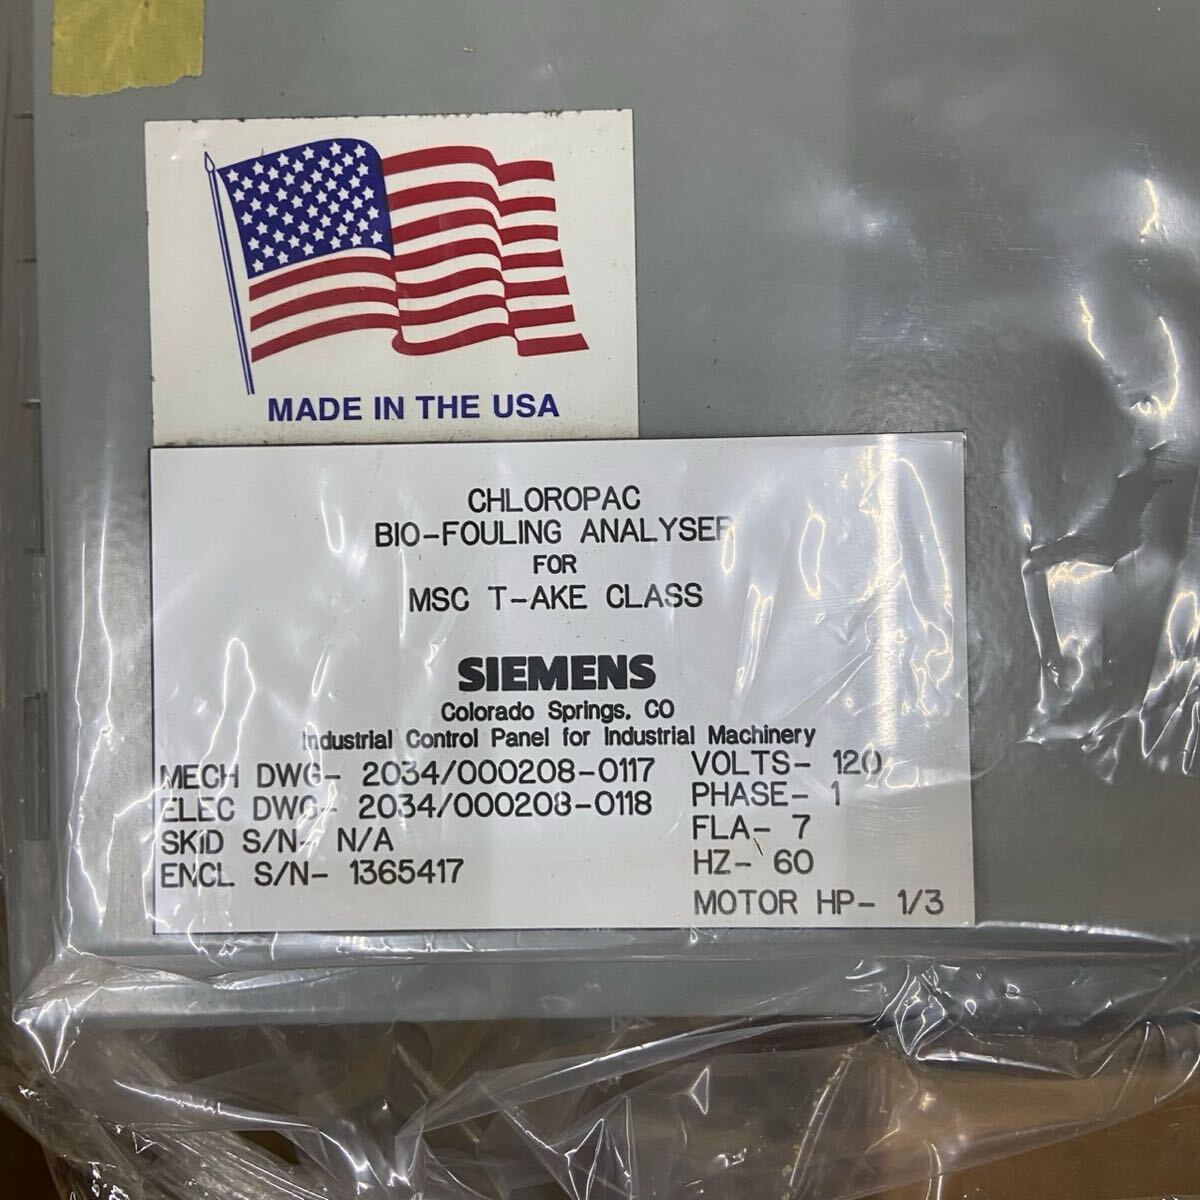 MADE IN THE USA
CHLOROPAC
BIO-FOULING ANALYSER
FOR
MSC T-AKE CLASS
SIEMENS
Colorado Springs, CO
Industrial Control Panel for Industrial Machinery
MECH DWG- 2034/000208-0117 VOLTS- 120
ELEC DWG- 2034/000208-0118 PHASE- 1
SKID S/N- N/A FLA- 7
ENCL S/N- 1365417 HZ- 60
MOTOR HP- 1/3